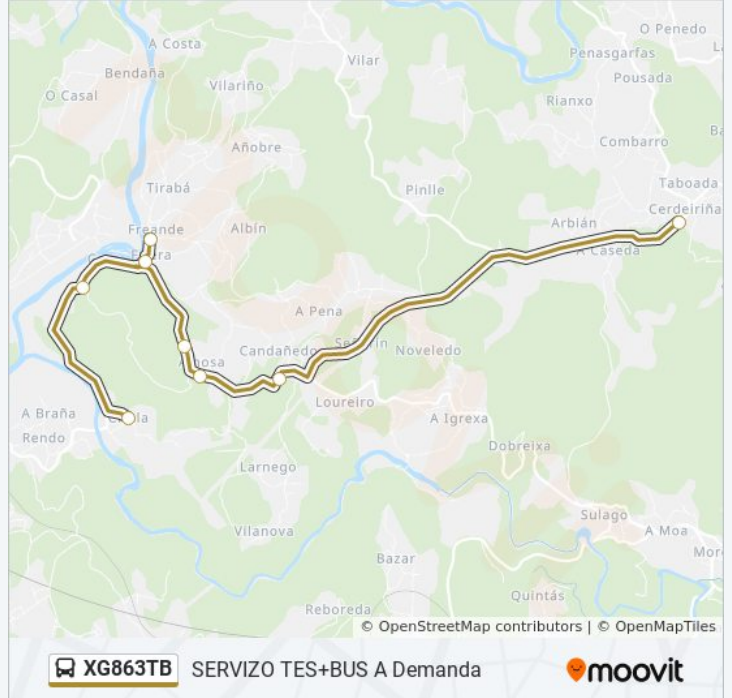 O Penedo
A Costa
Penasgarfas
Vilar
Bendaña
Pousada
Vilariño
O Casal
Rianxo
Combarro
Añobre
Taboada
Tirabá
Pinlle
Cerdeiriña
Arbián
Freande
Albín
A Caseda
A Pena
Candañedo
Noveledo
Loureiro
A Braña
A Igrexa
Rendo
Dobreixa
Larnego
Sulago
Vilanova
A Moa
Bazar
Quintás
Reboreda
© OpenStreetMap contributors | © OpenMapTiles
XG863TB SERVIZO TES+BUS A Demanda
moovit